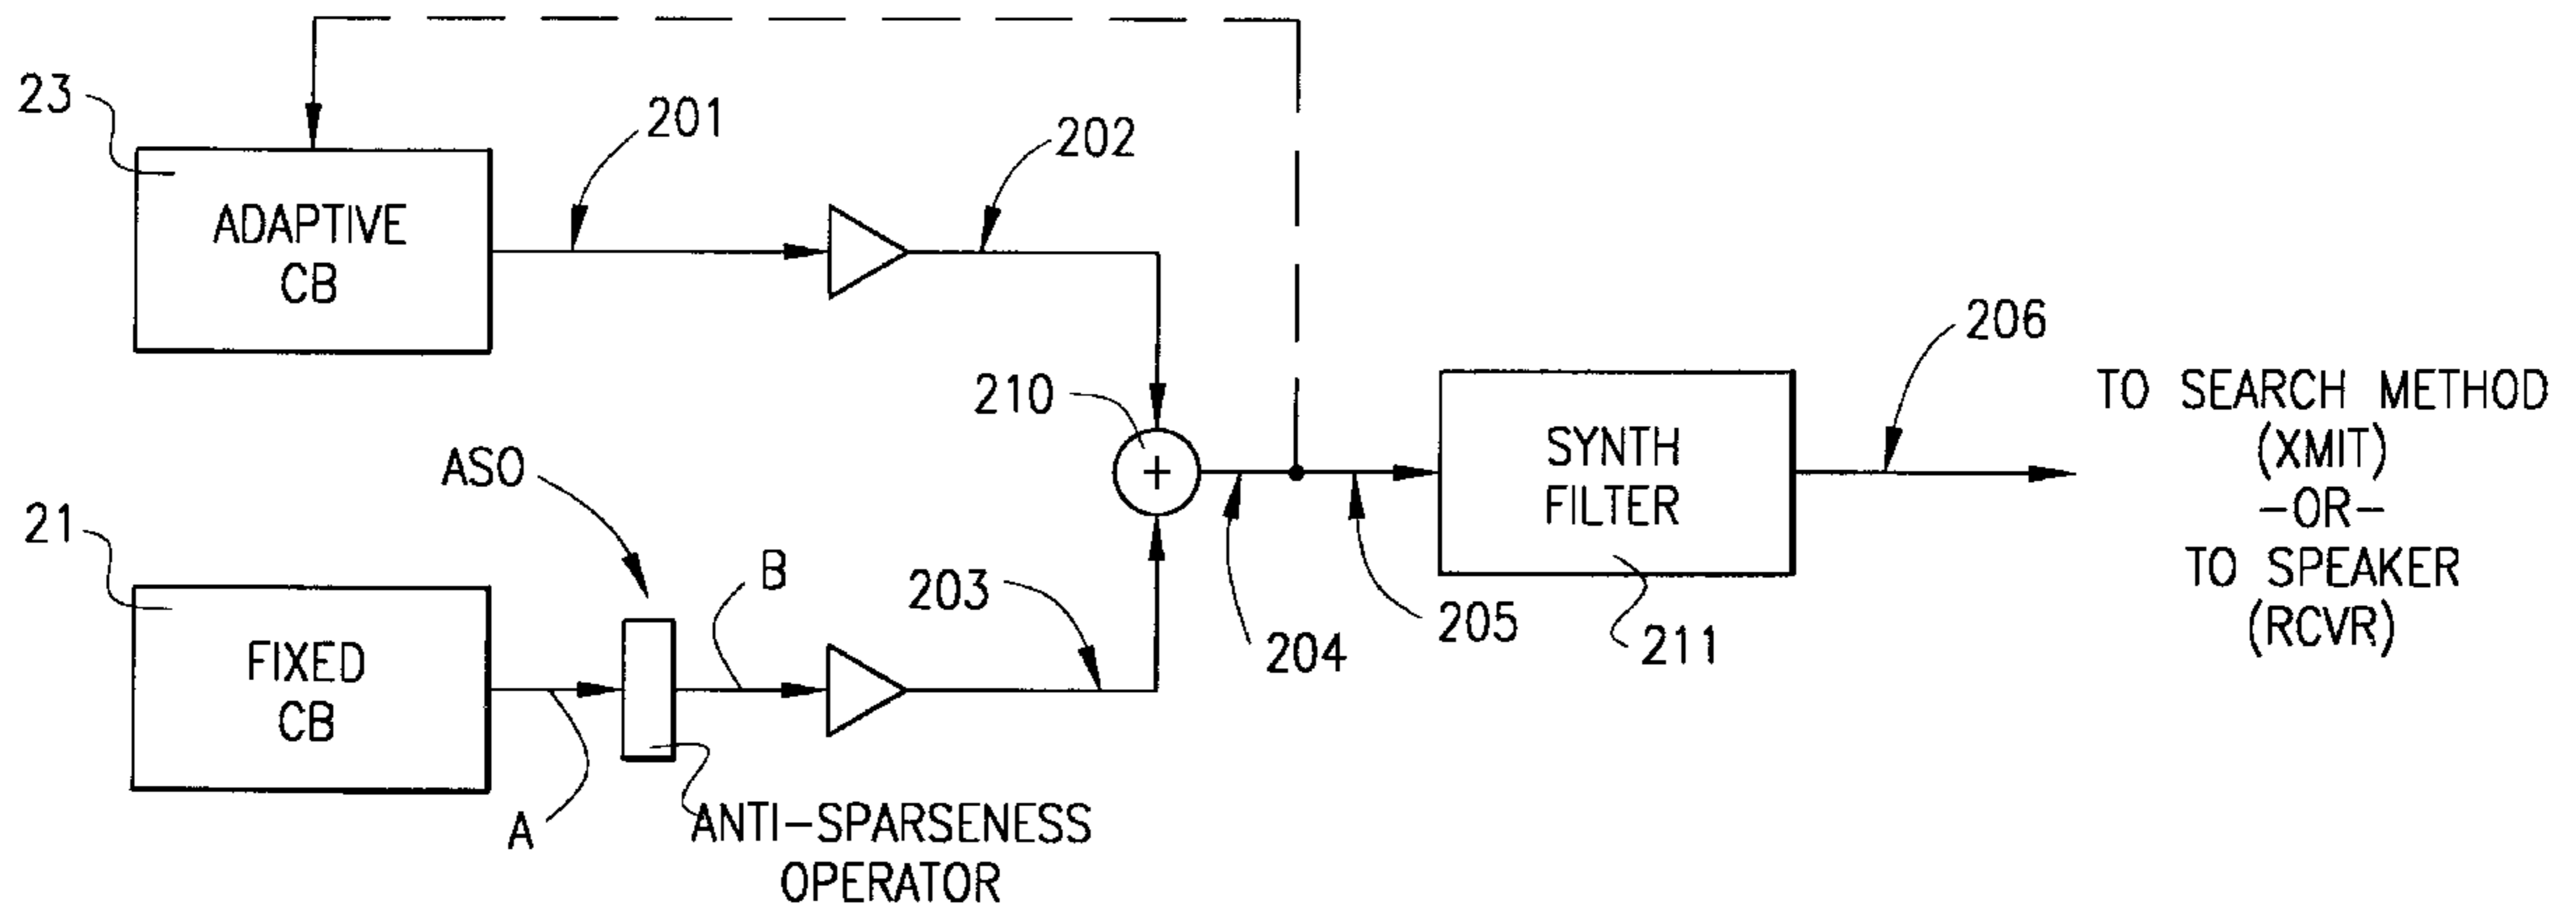 23
201
202
ADAPTIVE
CB
206
210
TO SEARCH METHOD
(XMIT)
-OR-
TO SPEAKER
(RCVR)
+
SYNTH
FILTER
ASO
21
B
203
204
205
211
FIXED
CB
A
ANTI-SPARSENESS
OPERATOR